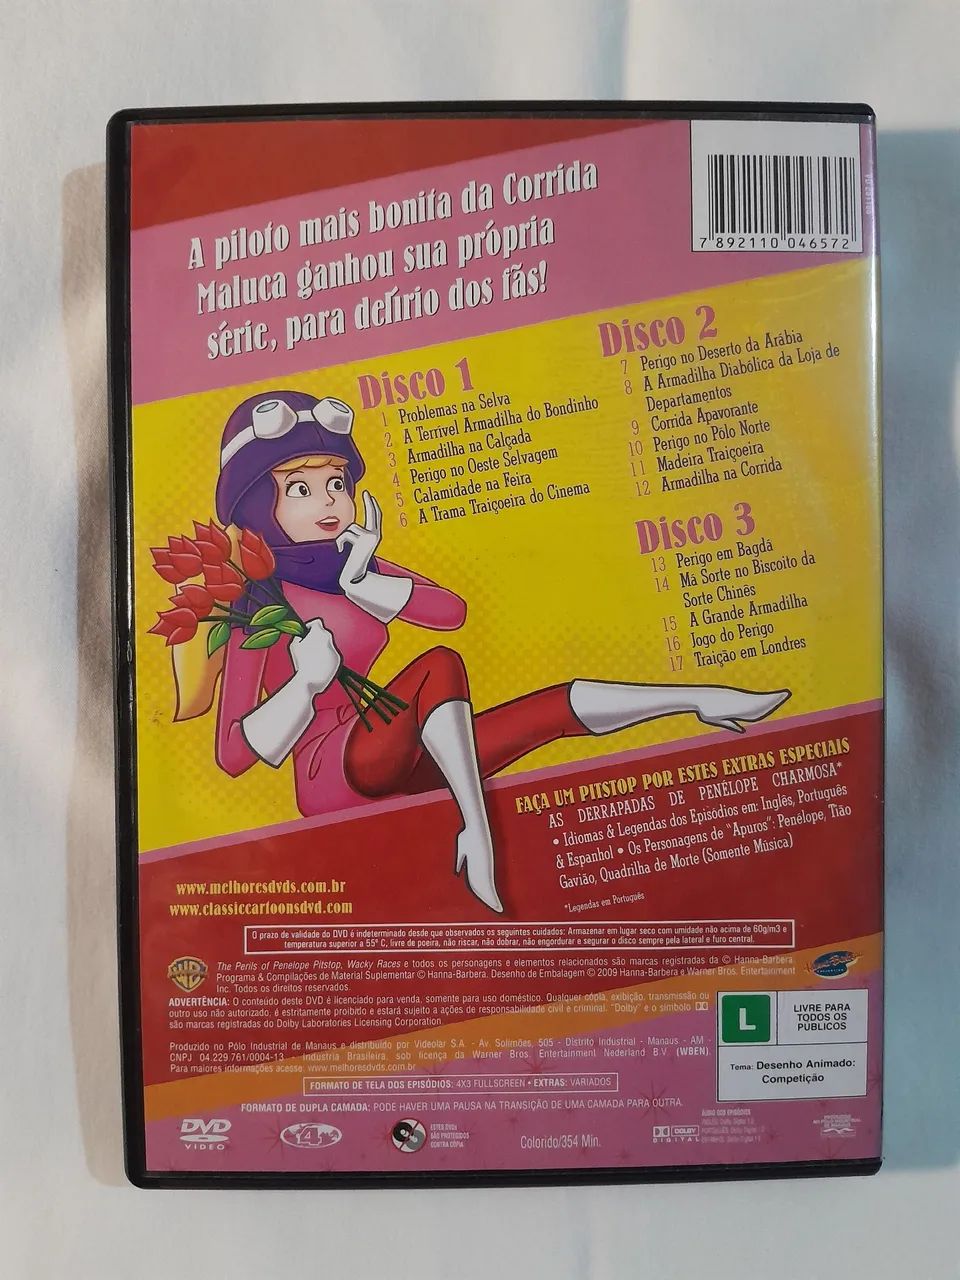 A piloto mais bonita da Corrida
Maluca ganhou sua própria
série, para delírio dos fãs!
7 892110 046572
Disco 1
1 Problemas na Selva
2 A Terrível Armadilha do Bondinho
3 Armadilha na Calçada
4 Perigo no Oeste Selvagem
5 Calamidade na Feira
6 A Trama Traiçoeira do Cinema
Disco 2
7 Perigo no Deserto da Arábia
8 A Armadilha Diabólica da Loja de
Departamentos
9 Corrida Apavorante
10 Perigo no Pólo Norte
11 Madeira Traiçoeira
12 Armadilha na Corrida
Disco 3
13 Perigo em Bagdá
14 Má Sorte no Biscoito da
Sorte Chinês
15 A Grande Armadilha
16 Jogo do Perigo
17 Traição em Londres
FAÇA UM PITSTOP POR ESTES EXTRAS ESPECIAIS
AS DERRAPADAS DE PENÉLOPE CHARMOSA*
• Idiomas & Legendas dos Episódios em: Inglês, Português
& Espanhol • Os Personagens de "Apuros": Penélope, Tião
Gavião, Quadrilha de Morte (Somente Música)
*Legendas em Português
www.melhoresdvds.com.br
www.classiccartoonsdvd.com
O prazo de validade do DVD é indeterminado desde que observados os seguintes cuidados: Armazenar em lugar seco com umidade não acima de 60g/m3 e
temperatura superior a 55º C, livre de poeira, não riscar, não dobrar, não engordurar e segurar o disco sempre pela lateral e furo central.
WB
The Perils of Penelope Pitstop, Wacky Races e todos os personagens e elementos relacionados são marcas registradas da © Hanna-Barbera.
Programa & Compilações de Material Suplementar © Hanna-Barbera. Desenho de Embalagem © 2009 Hanna-Barbera e Warner Bros. Entertainment
Inc. Todos os direitos reservados.
ADVERTÊNCIA: O conteúdo deste DVD é licenciado para venda, somente para uso doméstico. Qualquer cópia, exibição, transmissão ou
outro uso não autorizado, é estritamente proibido e estará sujeito a ações de responsabilidade civil e criminal. "Dolby" e o símbolo
são marcas registradas do Dolby Laboratories Licensing Corporation.
Produzido no Pólo Industrial de Manaus e distribuído por Videolar S.A. - Av. Solimões, 505 - Distrito Industrial - Manaus - AM -
CNPJ 04.229.761/0004-13 - Indústria Brasileira, sob licença da Warner Bros. Entertainment Nederland B.V. (WBEN).
Para maiores informações acesse: www.melhoresdvds.com.br
L
LIVRE PARA
TODOS OS
PÚBLICOS
Tema: Desenho Animado:
Competição
FORMATO DE TELA DOS EPISÓDIOS: 4X3 FULLSCREEN • EXTRAS: VARIADOS
FORMATO DE DUPLA CAMADA: PODE HAVER UMA PAUSA NA TRANSIÇÃO DE UMA CAMADA PARA OUTRA.
DVD
VIDEO
4
ESTES DVDs
SÃO PROTEGIDOS
CONTRA CÓPIA.
Colorido/354 Min.
DOLBY
DIGITAL
ÁUDIO DOS EPISÓDIOS